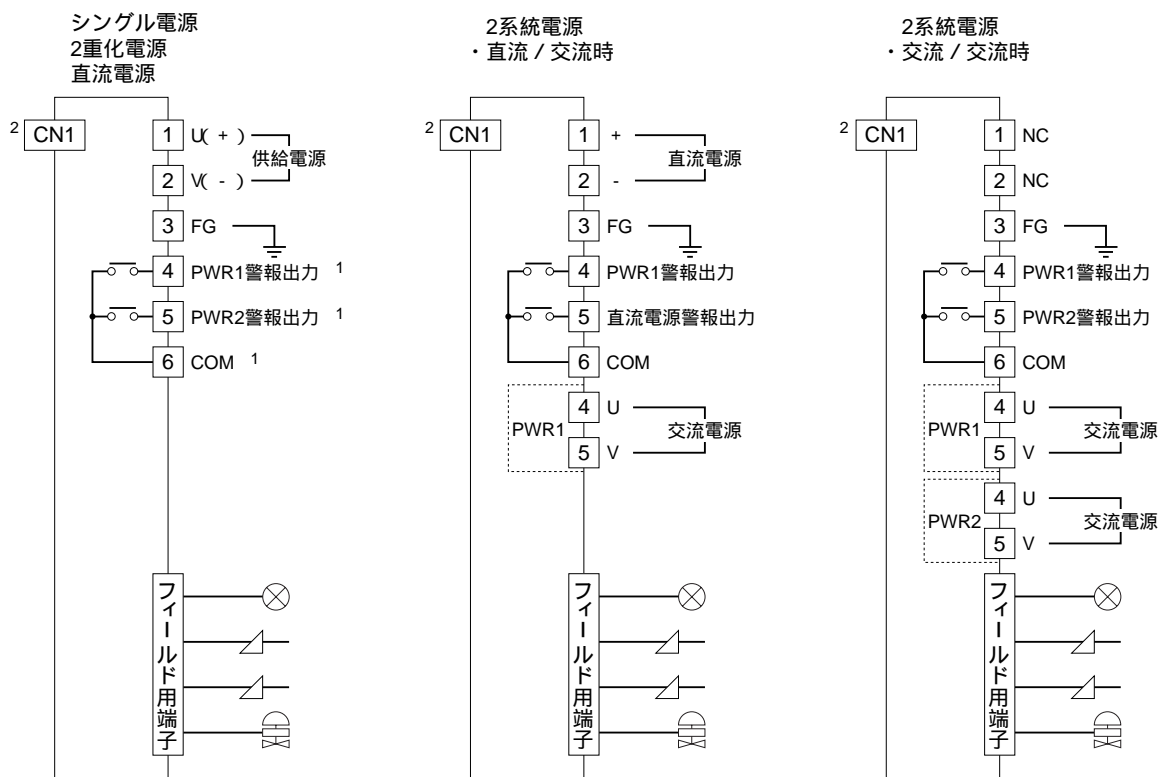 シングル電源
2重化電源
直流電源
2 CN1
1 U( + )
供給電源
2 V( - )
3 FG
4 PWR1警報出力 1
5 PWR2警報出力 1
6 COM 1
フィールド用端子
2系統電源
・直流 / 交流時
2 CN1
1 +
直流電源
2 -
3 FG
4 PWR1警報出力
5 直流電源警報出力
6 COM
PWR1
4 U
交流電源
5 V
フィールド用端子
2系統電源
・交流 / 交流時
2 CN1
1 NC
2 NC
3 FG
4 PWR1警報出力
5 PWR2警報出力
6 COM
PWR1
4 U
交流電源
5 V
PWR2
4 U
交流電源
5 V
フィールド用端子